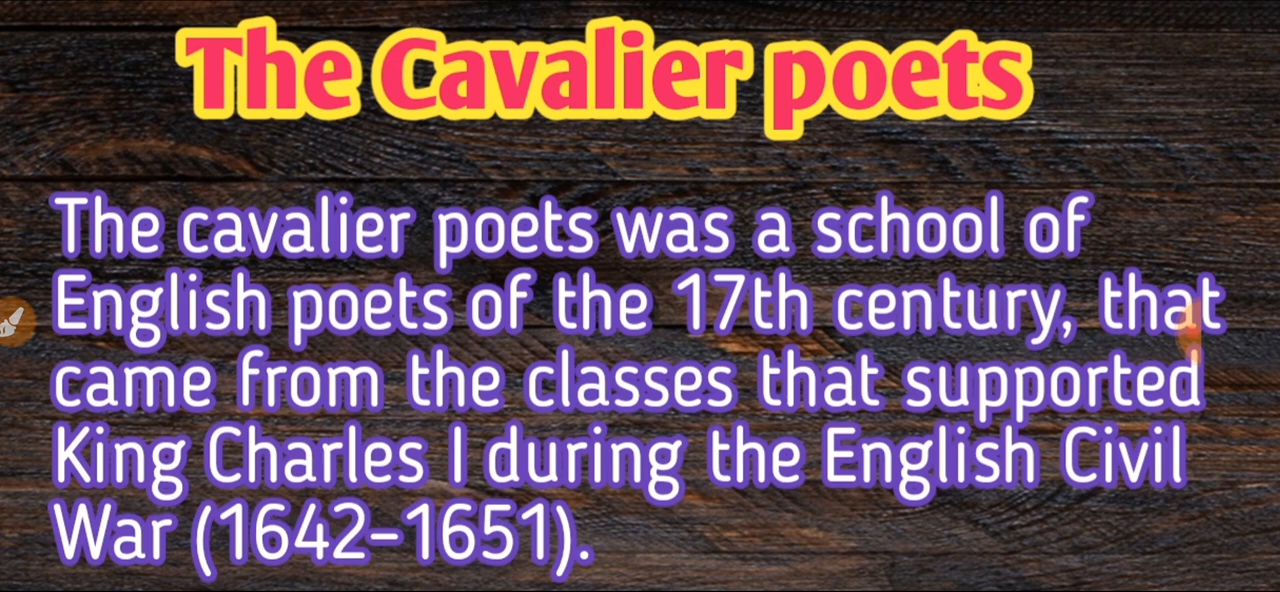 The Cavalier poets
The cavalier poets was a school of
English poets of the 17th century, that
came from the classes that supported
King Charles I during the English Civil
War (1642–1651).